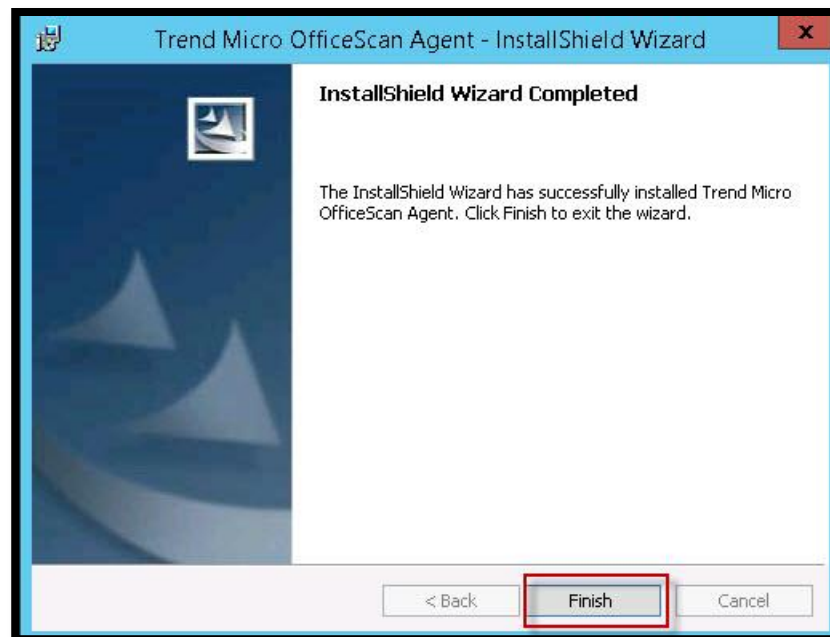 Trend Micro OfficeScan Agent - InstallShield Wizard
x
InstallShield Wizard Completed
The InstallShield Wizard has successfully installed Trend Micro
OfficeScan Agent. Click Finish to exit the wizard.
< Back
Finish
Cancel